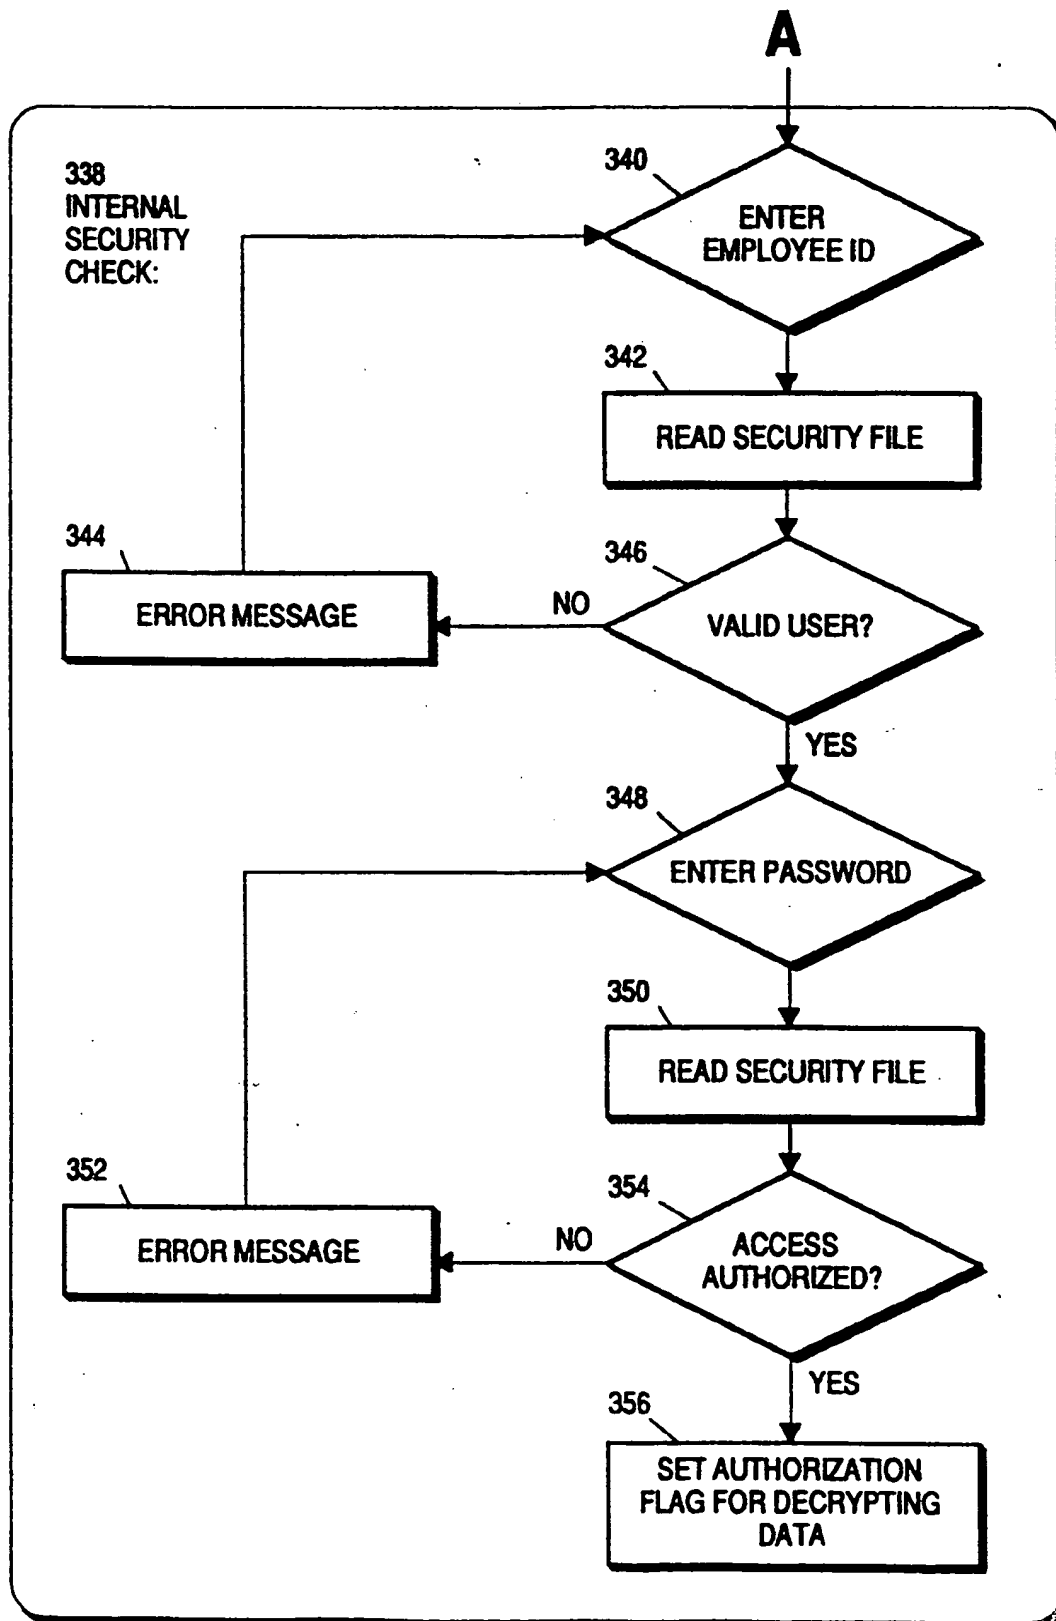 A
338
INTERNAL
SECURITY
CHECK:
340
ENTER
EMPLOYEE ID
342
READ SECURITY FILE
344
ERROR MESSAGE
NO
346
VALID USER?
YES
348
ENTER PASSWORD
350
READ SECURITY FILE
352
ERROR MESSAGE
NO
354
ACCESS
AUTHORIZED?
YES
356
SET AUTHORIZATION
FLAG FOR DECRYPTING
DATA